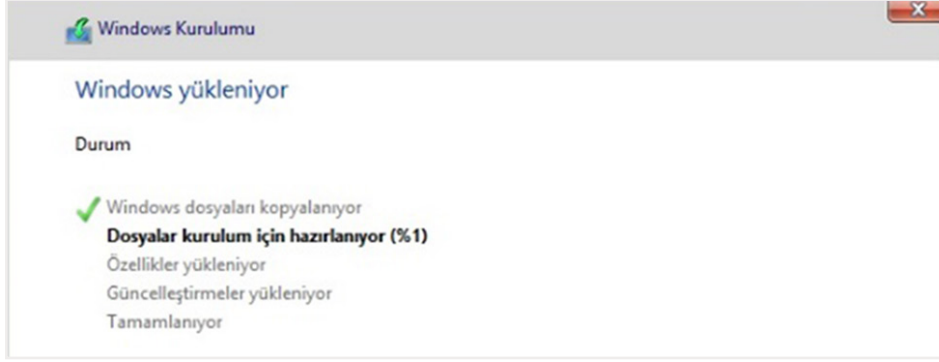 Windows Kurulumu
Windows yükleniyor
Durum
Windows dosyaları kopyalanıyor
Dosyalar kurulum için hazırlanıyor (%1)
Özellikler yükleniyor
Güncelleştirmeler yükleniyor
Tamamlanıyor